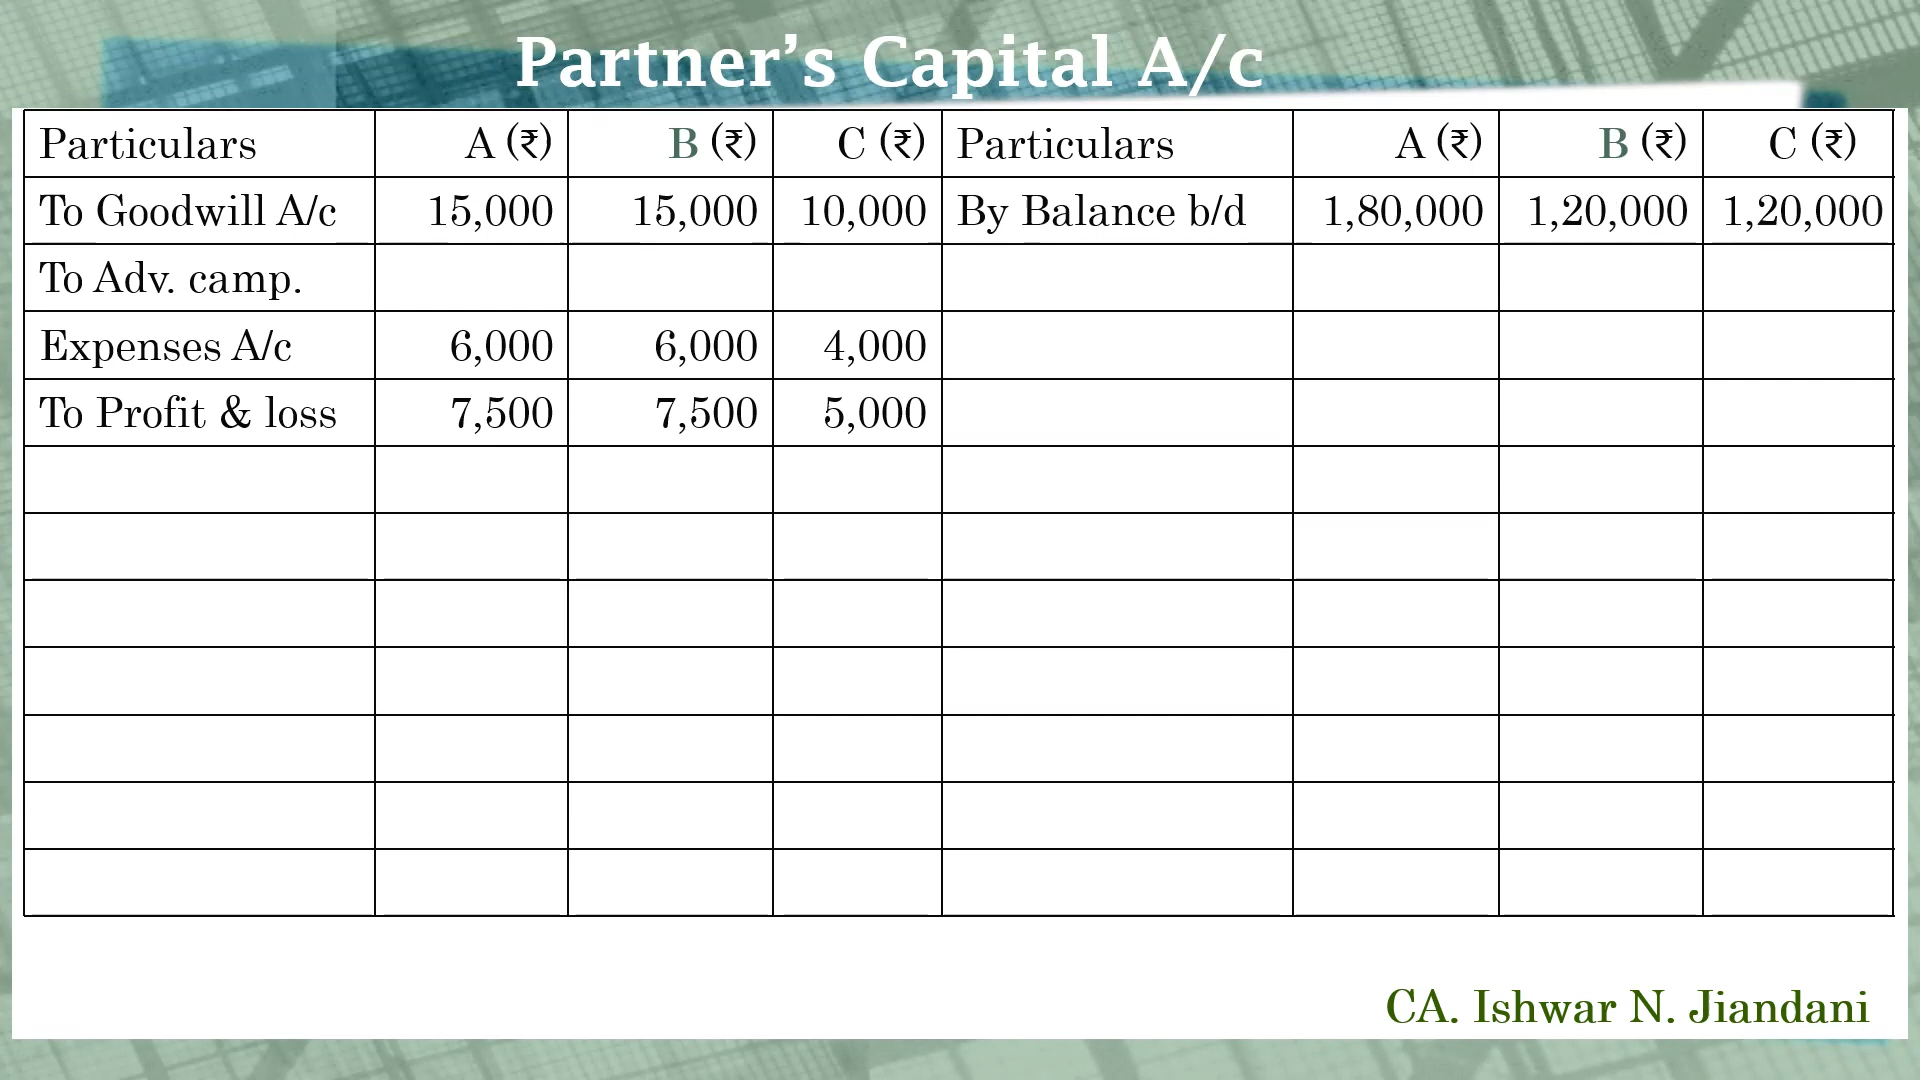 Partner’s Capital A/c
Particulars A (₹) B (₹) C (₹) Particulars A (₹) B (₹) C (₹)
To Goodwill A/c 15,000 15,000 10,000 By Balance b/d 1,80,000 1,20,000 1,20,000
To Adv. camp.
Expenses A/c 6,000 6,000 4,000
To Profit & loss 7,500 7,500 5,000
CA. Ishwar N. Jiandani